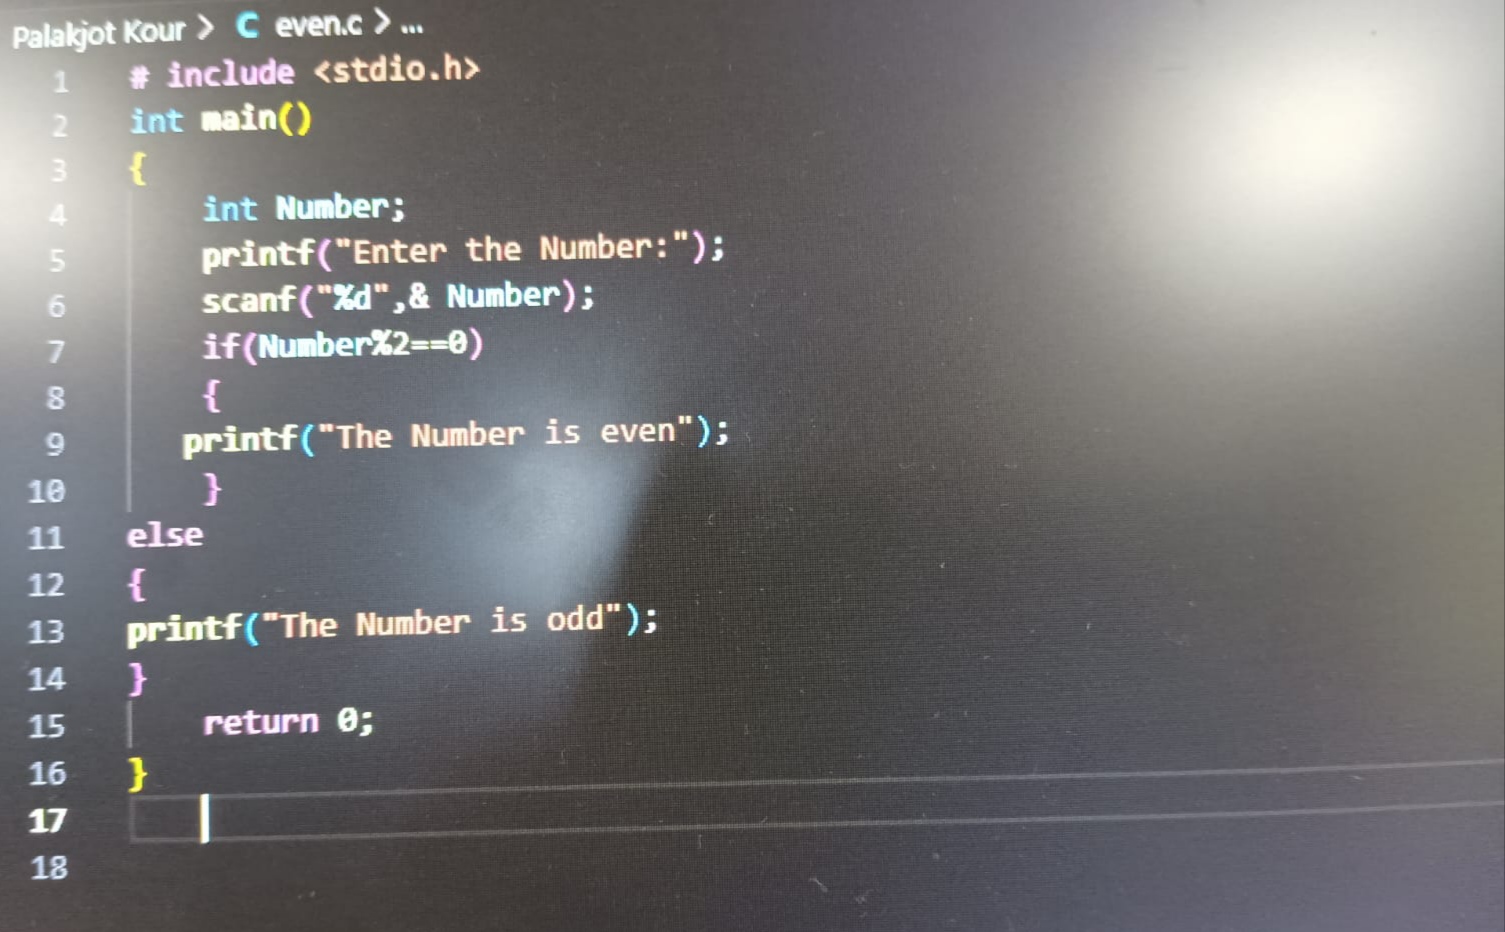 Palakjot Kour > C even.c > ...
1 # include <stdio.h>
2 int main()
3 {
4 int Number;
5 printf("Enter the Number:");
6 scanf("%d",& Number);
7 if(Number%2==0)
8 {
9 printf("The Number is even");
10 }
11 else
12 {
13 printf("The Number is odd");
14 }
15 return 0;
16 }
17
18